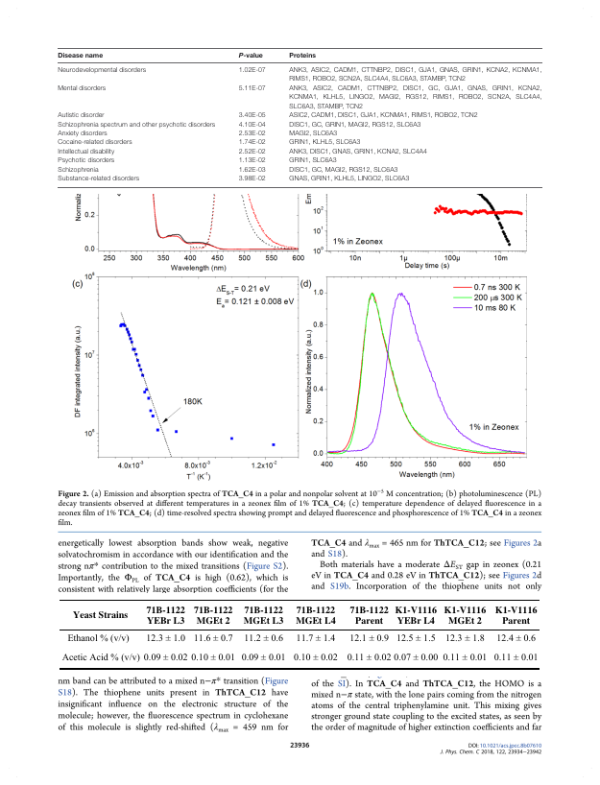 Disease name P-value Proteins
Neurodevelopmental disorders 1.02E-07 ANK3, ASIC2, CADM1, CTTNBP2, DISC1, GJA1, GNAS, GRIN1, KCNA2, KCNMA1,
RIMS1, ROBO2, SCN2A, SLC4A4, SLC6A3, STAMBP, TCN2
Mental disorders 5.11E-07 ANK3, ASIC2, CADM1, CTTNBP2, DISC1, GC, GJA1, GNAS, GRIN1, KCNA2,
KCNMA1, KLHL5, LINGO2, MAGI2, RGS12, RIMS1, ROBO2, SCN2A, SLC4A4,
SLC6A3, STAMBP, TCN2
Autistic disorder 3.40E-05 ASIC2, CADM1, DISC1, GJA1, KCNMA1, RIMS1, ROBO2, TCN2
Schizophrenia spectrum and other psychotic disorders 4.10E-04 DISC1, GC, GRIN1, MAGI2, RGS12, SLC6A3
Anxiety disorders 2.53E-02 MAGI2, SLC6A3
Cocaine-related disorders 1.74E-02 GRIN1, KLHL5, SLC6A3
Intellectual disability 2.52E-02 ANK3, DISC1, GNAS, GRIN1, KCNA2, SLC4A4
Psychotic disorders 1.13E-02 GRIN1, SLC6A3
Schizophrenia 1.62E-03 DISC1, GC, MAGI2, RGS12, SLC6A3
Substance-related disorders 3.98E-02 GNAS, GRIN1, KLHL5, LINGO2, SLC6A3
Normaliz
0.2
0.0
250 300 350 400 450 500 550 600
Wavelength (nm)
Em
10²
10¹
10⁰
1% in Zeonex
10n 1µ 100µ 10m
Delay time (s)
(c)
10⁸
10⁷
10⁶
DF integrated intensity (a.u.)
ΔE_S-T = 0.21 eV
E_a = 0.121 ± 0.008 eV
180K
4.0x10⁻³ 8.0x10⁻³ 1.2x10⁻²
T⁻¹ (K⁻¹)
(d)
Normalized intensity (a.u.)
1.0
0.8
0.6
0.4
0.2
0.0
0.7 ns 300 K
200 µs 300 K
10 ms 80 K
1% in Zeonex
400 450 500 550 600 650
Wavelength (nm)
Figure 2. (a) Emission and absorption spectra of TCA_C4 in a polar and nonpolar solvent at 10⁻⁵ M concentration; (b) photoluminescence (PL)
decay transients observed at different temperatures in a zeonex film of 1% TCA_C4; (c) temperature dependence of delayed fluorescence in a
zeonex film of 1% TCA_C4; (d) time-resolved spectra showing prompt and delayed fluorescence and phosphorescence of 1% TCA_C4 in a zeonex
film.
energetically lowest absorption bands show weak, negative
solvatochromism in accordance with our identification and the
strong nπ* contribution to the mixed transitions (Figure S2).
Importantly, the Φ_PL of TCA_C4 is high (0.62), which is
consistent with relatively large absorption coefficients (for the
TCA_C4 and λ_max = 465 nm for ThTCA_C12; see Figures 2a
and S18).
Both materials have a moderate ΔE_ST gap in zeonex (0.21
eV in TCA_C4 and 0.28 eV in ThTCA_C12); see Figures 2d
and S19b. Incorporation of the thiophene units not only
Yeast Strains 71B-1122 YEBr L3 71B-1122 MGEt 2 71B-1122 MGEt L3 71B-1122 MGEt L4 71B-1122 Parent K1-V1116 YEBr L4 K1-V1116 MGEt 2 K1-V1116 Parent
Ethanol % (v/v) 12.3 ± 1.0 11.6 ± 0.7 11.2 ± 0.6 11.7 ± 1.4 12.1 ± 0.9 12.5 ± 1.5 12.3 ± 1.8 12.4 ± 0.6
Acetic Acid % (v/v) 0.09 ± 0.02 0.10 ± 0.01 0.09 ± 0.01 0.10 ± 0.02 0.11 ± 0.02 0.07 ± 0.00 0.11 ± 0.01 0.11 ± 0.01
nm band can be attributed to a mixed n−π* transition (Figure
S18). The thiophene units present in ThTCA_C12 have
insignificant influence on the electronic structure of the
molecule; however, the fluorescence spectrum in cyclohexane
of this molecule is slightly red-shifted (λ_max = 459 nm for
of the SI). In TCA_C4 and ThTCA_C12, the HOMO is a
mixed n−π state, with the lone pairs coming from the nitrogen
atoms of the central triphenylamine unit. This mixing gives
stronger ground state coupling to the excited states, as seen by
the order of magnitude of higher extinction coefficients and far
23936
DOI: 10.1021/acs.jpcc.8b07610
J. Phys. Chem. C 2018, 122, 23934−23942